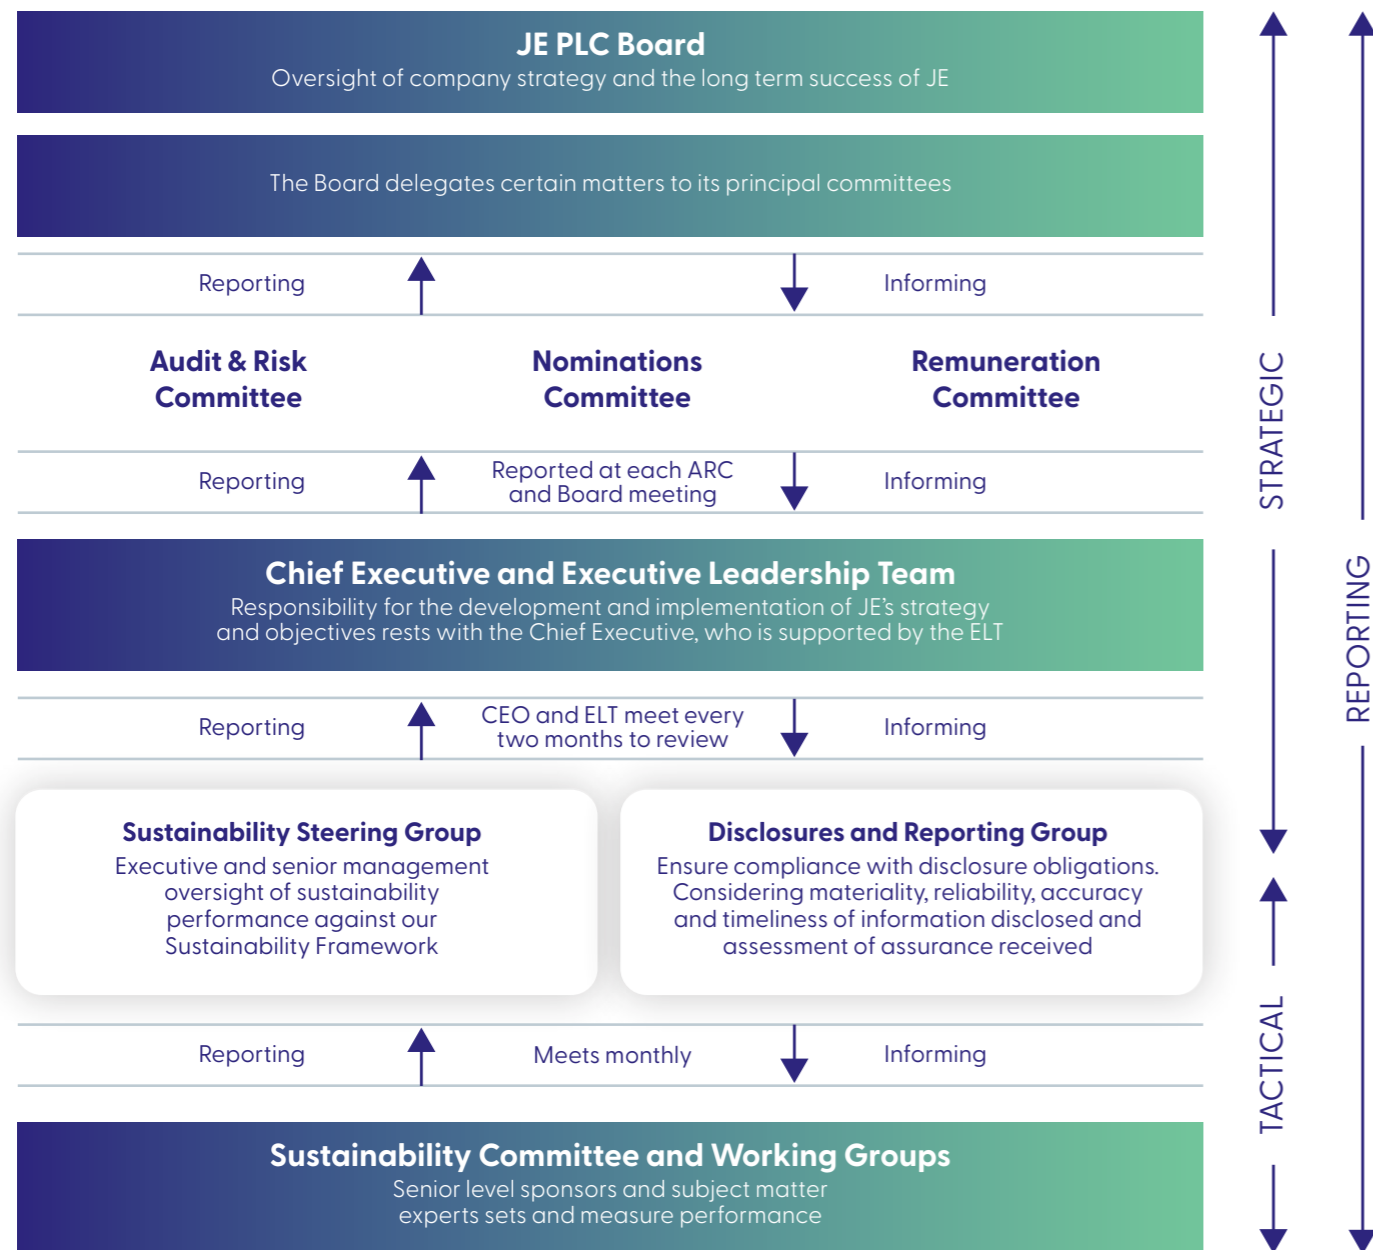 JE PLC Board
Oversight of company strategy and the long term success of JE
The Board delegates certain matters to its principal committees
Reporting
Informing
Audit & Risk
Committee
Nominations
Committee
Remuneration
Committee
Reporting
Reported at each ARC
and Board meeting
Informing
Chief Executive and Executive Leadership Team
Responsibility for the development and implementation of JE’s strategy
and objectives rests with the Chief Executive, who is supported by the ELT
Reporting
CEO and ELT meet every
two months to review
Informing
Sustainability Steering Group
Executive and senior management
oversight of sustainability
performance against our
Sustainability Framework
Disclosures and Reporting Group
Ensure compliance with disclosure obligations.
Considering materiality, reliability, accuracy
and timeliness of information disclosed and
assessment of assurance received
Reporting
Meets monthly
Informing
Sustainability Committee and Working Groups
Senior level sponsors and subject matter
experts sets and measure performance
STRATEGIC
TACTICAL
REPORTING